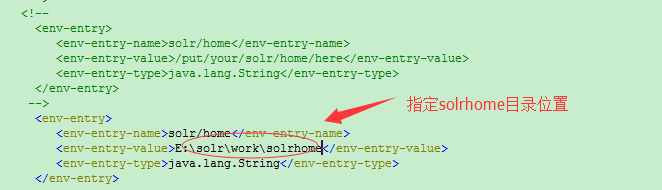 <!--
<env-entry>
<env-entry-name>solr/home</env-entry-name>
<env-entry-value>/put/your/solr/home/here</env-entry-value>
<env-entry-type>java.lang.String</env-entry-type>
</env-entry>
-->
指定solrhome目录位置
<env-entry>
<env-entry-name>solr/home</env-entry-name>
<env-entry-value>E:\solr\work\solrhome</env-entry-value>
<env-entry-type>java.lang.String</env-entry-type>
</env-entry>